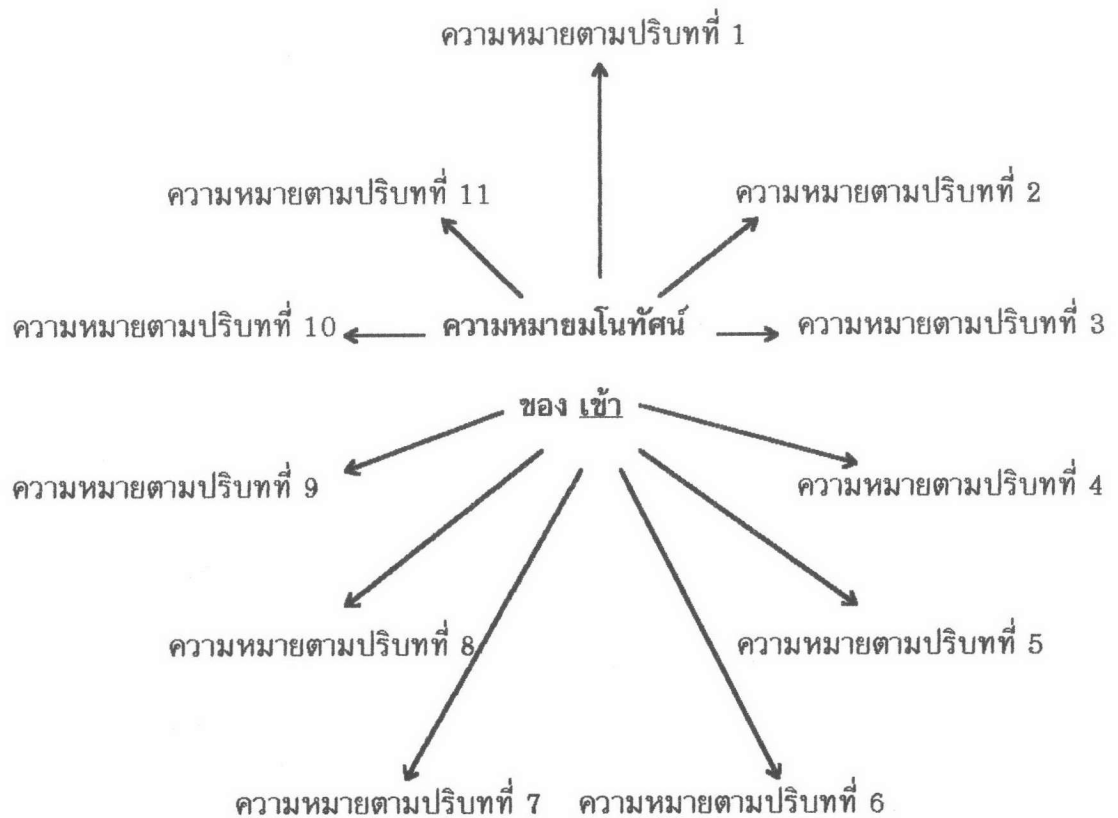 ความหมายตามปริบทที่ 1
ความหมายตามปริบทที่ 11
ความหมายตามปริบทที่ 2
ความหมายตามปริบทที่ 10
ความหมายมโนทัศน์
ความหมายตามปริบทที่ 3
ของ เข้า
ความหมายตามปริบทที่ 9
ความหมายตามปริบทที่ 4
ความหมายตามปริบทที่ 8
ความหมายตามปริบทที่ 5
ความหมายตามปริบทที่ 7
ความหมายตามปริบทที่ 6